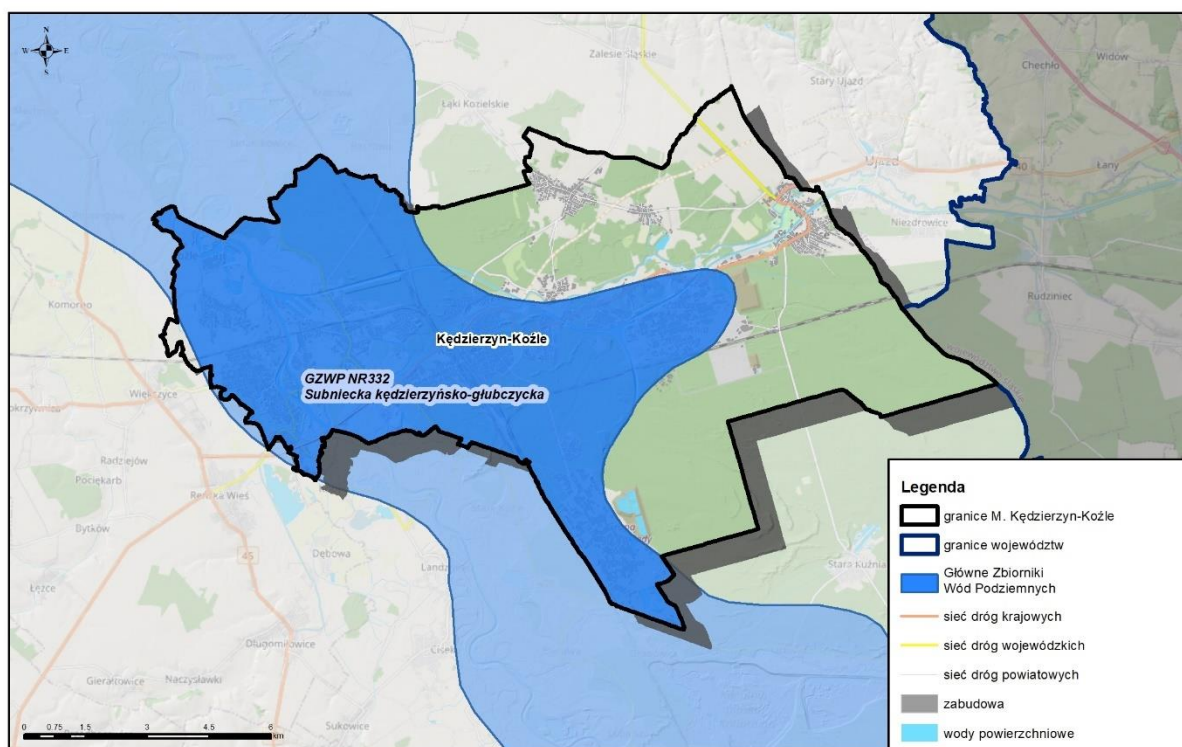 N
W E
S
Zalesie Śląskie
Stary Ujazd
Chechło
Widów
Łąki Kozielskie
Ujazd
40
Łany
Niezdrowice
Komorno
Rudziniec
Kędzierzyn-Koźle
Większyce
GZWP NR332
Subniecka kędzierzyńsko-głubczycka
Radziejów
Pociękarb
Reńska Wieś
Bytków
Dębowa
45
Łężce
Stara Kuźnia
Długomiłowice
Gierałtowice
Naczysławki
Sukowice
0 0.75 1.5 3 4.5 6
km
Legenda
granice M. Kędzierzyn-Koźle
granice województw
Główne Zbiorniki
Wód Podziemnych
sieć dróg krajowych
sieć dróg wojewódzkich
sieć dróg powiatowych
zabudowa
wody powierzchniowe